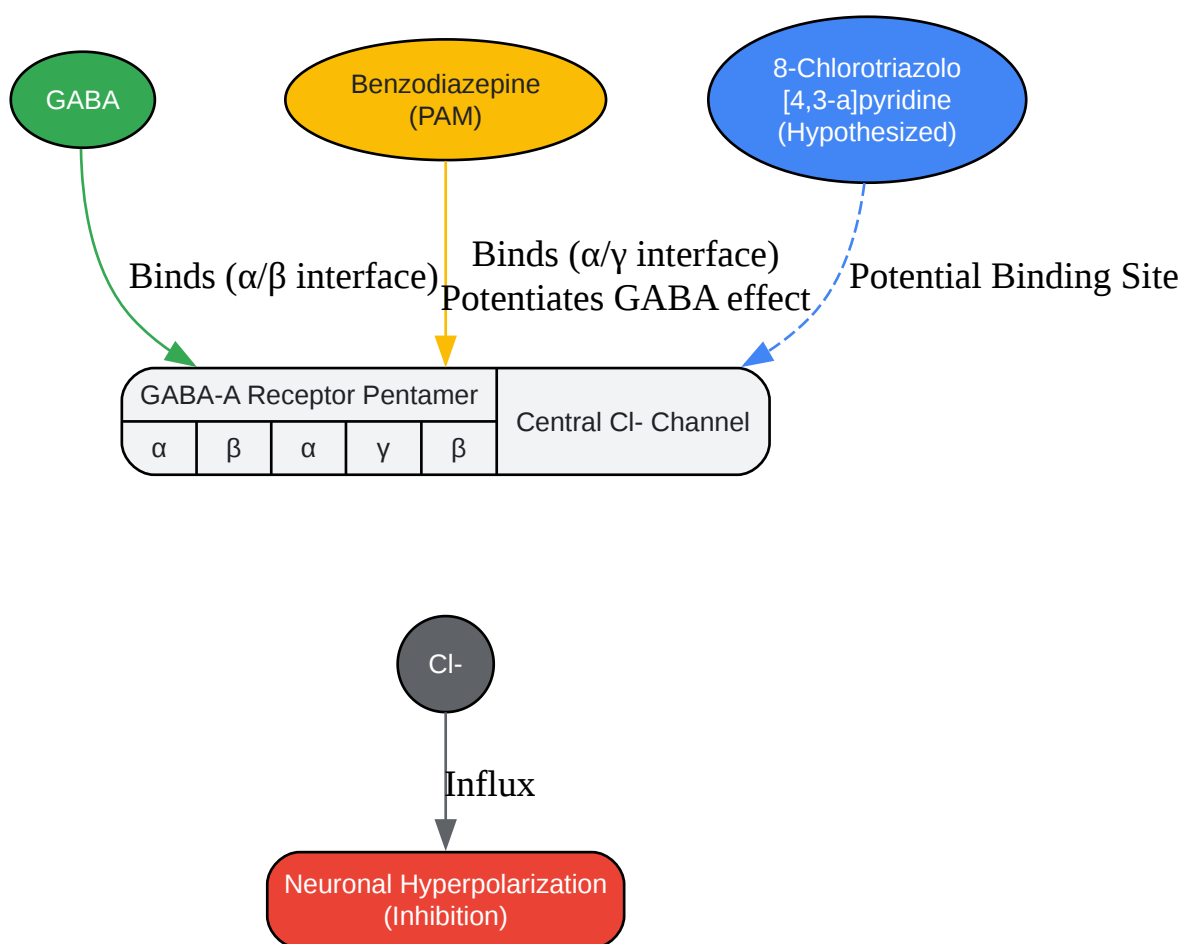 GABA
Benzodiazepine
(PAM)
8-Chlorotriazolo
[4,3-a]pyridine
(Hypothesized)
Binds (α/β interface)
Binds (α/γ interface)
Potentiates GABA effect
Potential Binding Site
GABA-A Receptor Pentamer
α β α γ β
Central Cl- Channel
Cl-
Influx
Neuronal Hyperpolarization
(Inhibition)